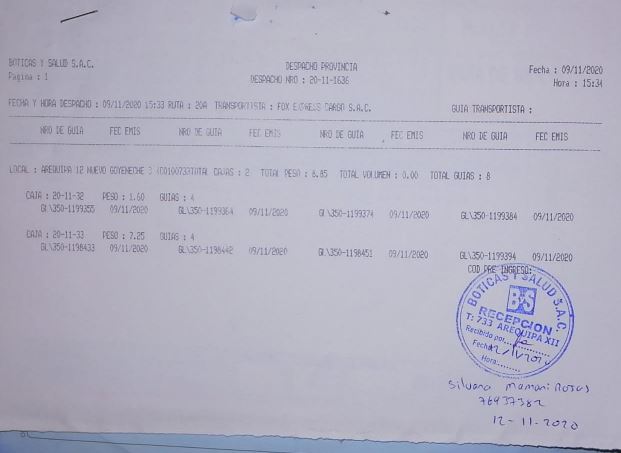 BOTICAS Y SALUD S.A.C. DESPACHO PROVINCIA Fecha : 09/11/2020
Pagina : 1 DESPACHO NRO : 20-11-1636 Hora : 15:34
FECHA Y HORA DESPACHO : 09/11/2020 15:33 RUTA : 20A TRANSPORTISTA : FOX EXPRESS CARGO S.A.C. GUIA TRANSPORTISTA :
NRO DE GUIA FEC EMIS NRO DE GUIA FEC EMIS NRO DE GUIA FEC EMIS NRO DE GUIA FEC EMIS
LOCAL : AREQUIPA 12 NUEVO GOYENECHE 3 TOTAL CAJAS : 2 TOTAL PESO : 8.85 TOTAL VOLUMEN : 0.00 TOTAL GUIAS : 8
CAJA : 20-11-32 PESO : 1.60 GUIAS : 4
GL\350-1199355 09/11/2020 GL\350-1199364 09/11/2020 GL\350-1199374 09/11/2020 GL\350-1199384 09/11/2020
CAJA : 20-11-33 PESO : 7.25 GUIAS : 4
GL\350-1198433 09/11/2020 GL\350-1198442 09/11/2020 GL\350-1198451 09/11/2020 GL\350-1199394 09/11/2020
COD PRE INGRESO:
BOTICAS Y SALUD S.A.C.
B&S
RECEPCION
T: 733 AREQUIPA XII
Recibido por
Fecha 12/11/2020
Hora:
Silvana Mamani Rojas
76937382
12-11-2020